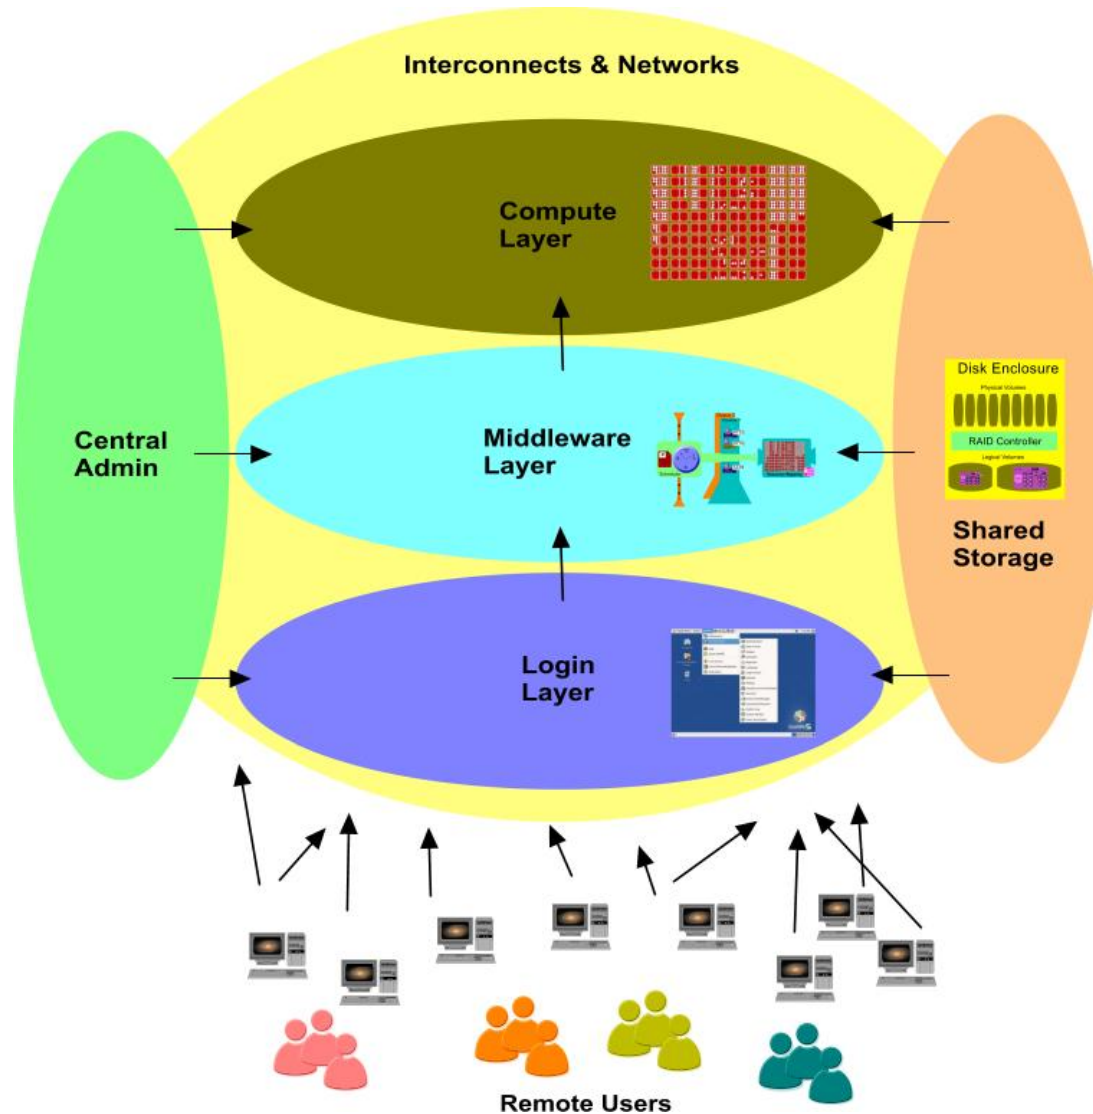 Interconnects & Networks
Compute
Layer
Central
Admin
Middleware
Layer
Disk Enclosure
Physical Volumes
RAID Controller
Logical Volumes
Shared
Storage
Login
Layer
Remote Users